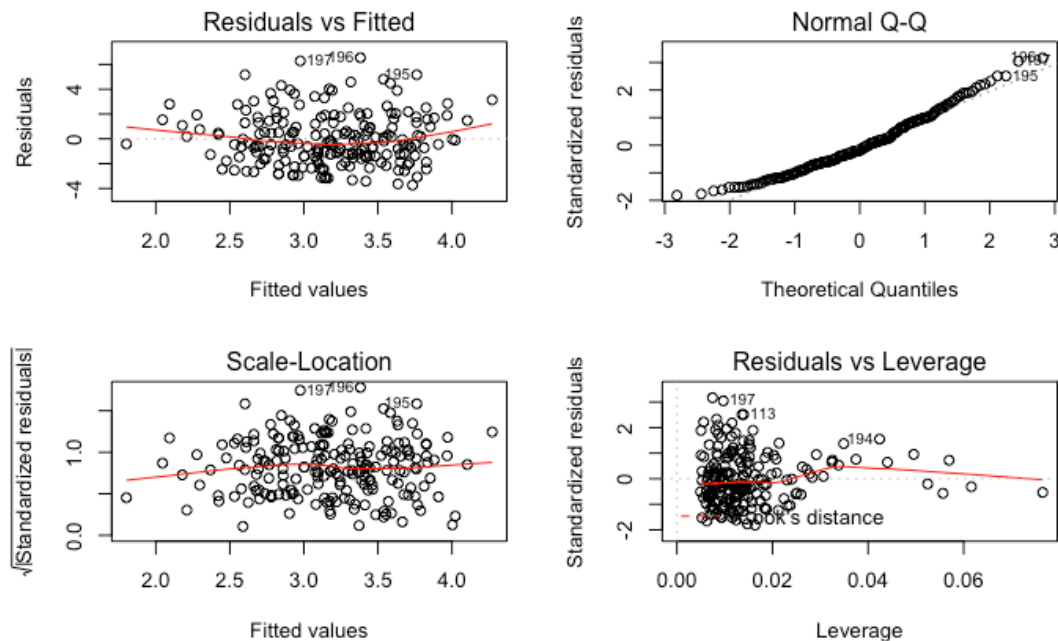 Residuals vs Fitted
Residuals
4
0
-4
197
196
195
2.0 2.5 3.0 3.5 4.0
Fitted values
Normal Q-Q
Standardized residuals
2
0
-2
196
197
195
-3 -2 -1 0 1 2 3
Theoretical Quantiles
Scale-Location
√|Standardized residuals|
1.0
0.0
197
196
195
2.0 2.5 3.0 3.5 4.0
Fitted values
Residuals vs Leverage
Standardized residuals
2
0
-2
197
113
194
ook's distance
0.00 0.02 0.04 0.06
Leverage